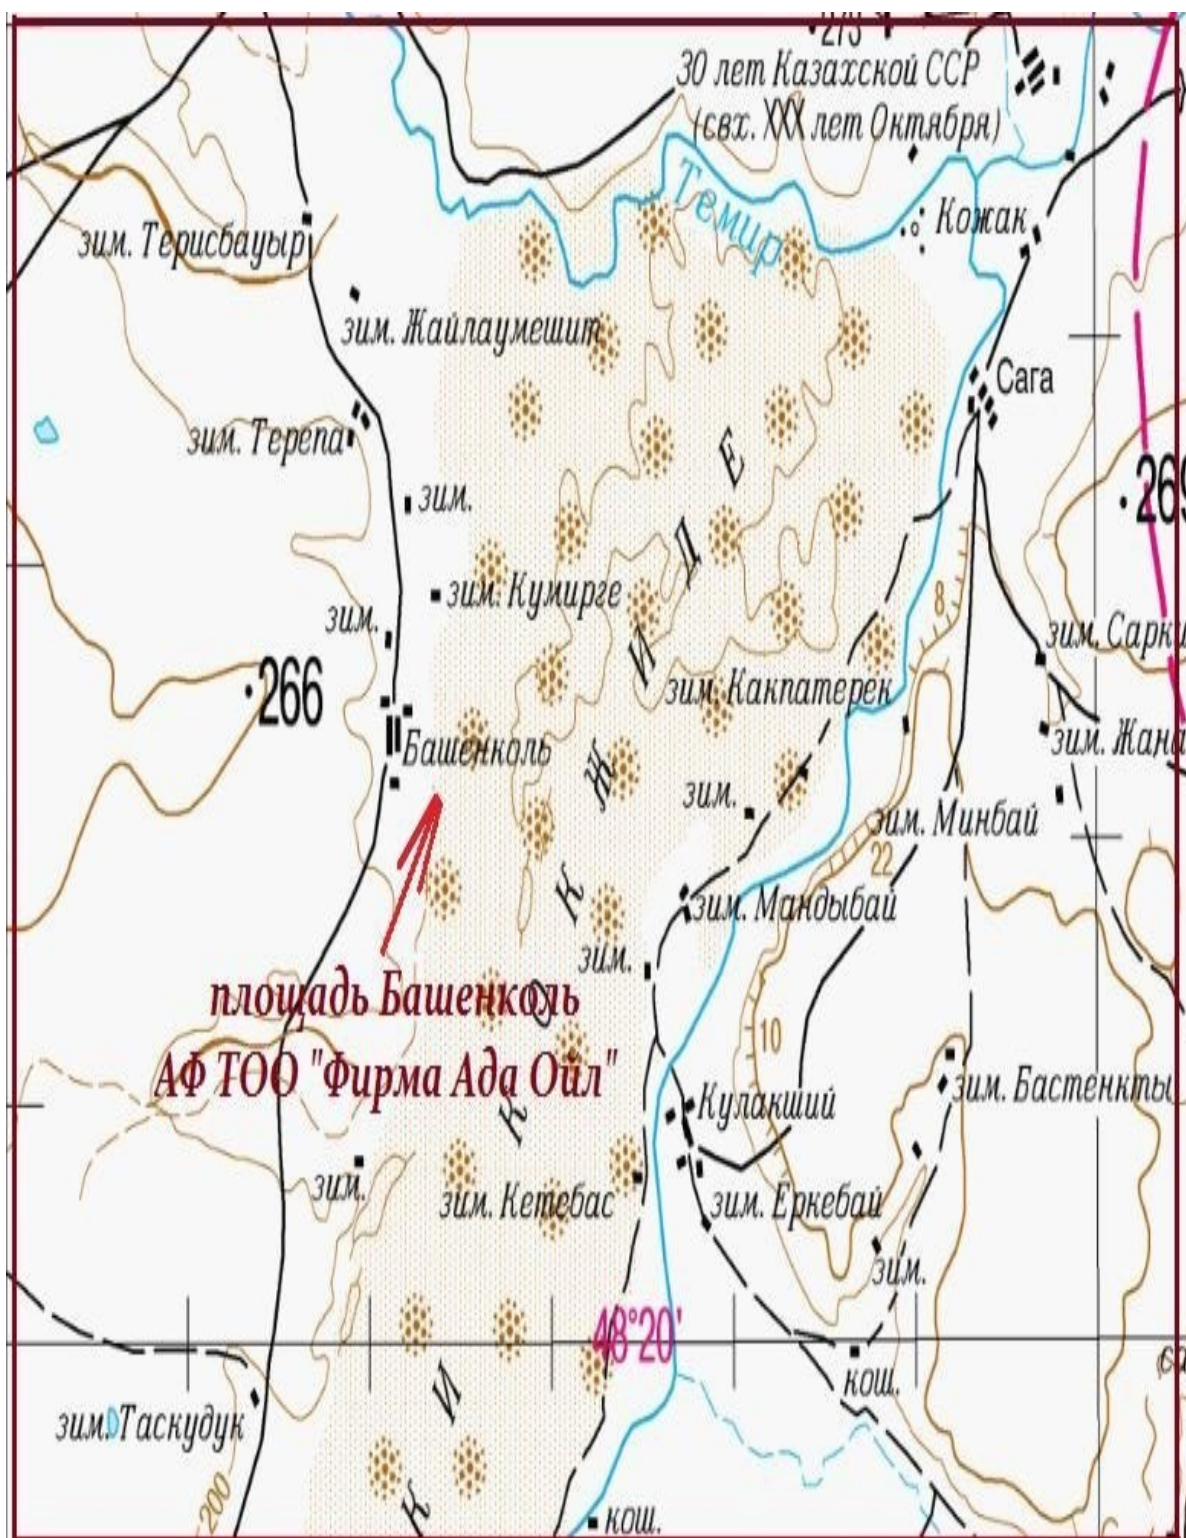 273
30 лет Казахской ССР
(свх. XXX лет Октября)
Темир
Кожак
зим. Терисбауыр
зим. Жайлаумешит
Сага
зим. Терепа
269
зим.
зим. Кумирге
8
зим.
зим. Сарки
266
зим. Какпатерек
зим. Жана
Башенколь
зим.
зим. Минбай
22
зим. Мандыбай
зим.
площадь Башенколь
10
АФ ТОО "Фирма Ада Ойл"
зим. Бастенкты
Кулакший
зим.
зим. Кетебас
зим. Еркебай
зим.
48°20'
кош.
зим. Таскудук
200
кош.
К И К О К Ж И Д Е